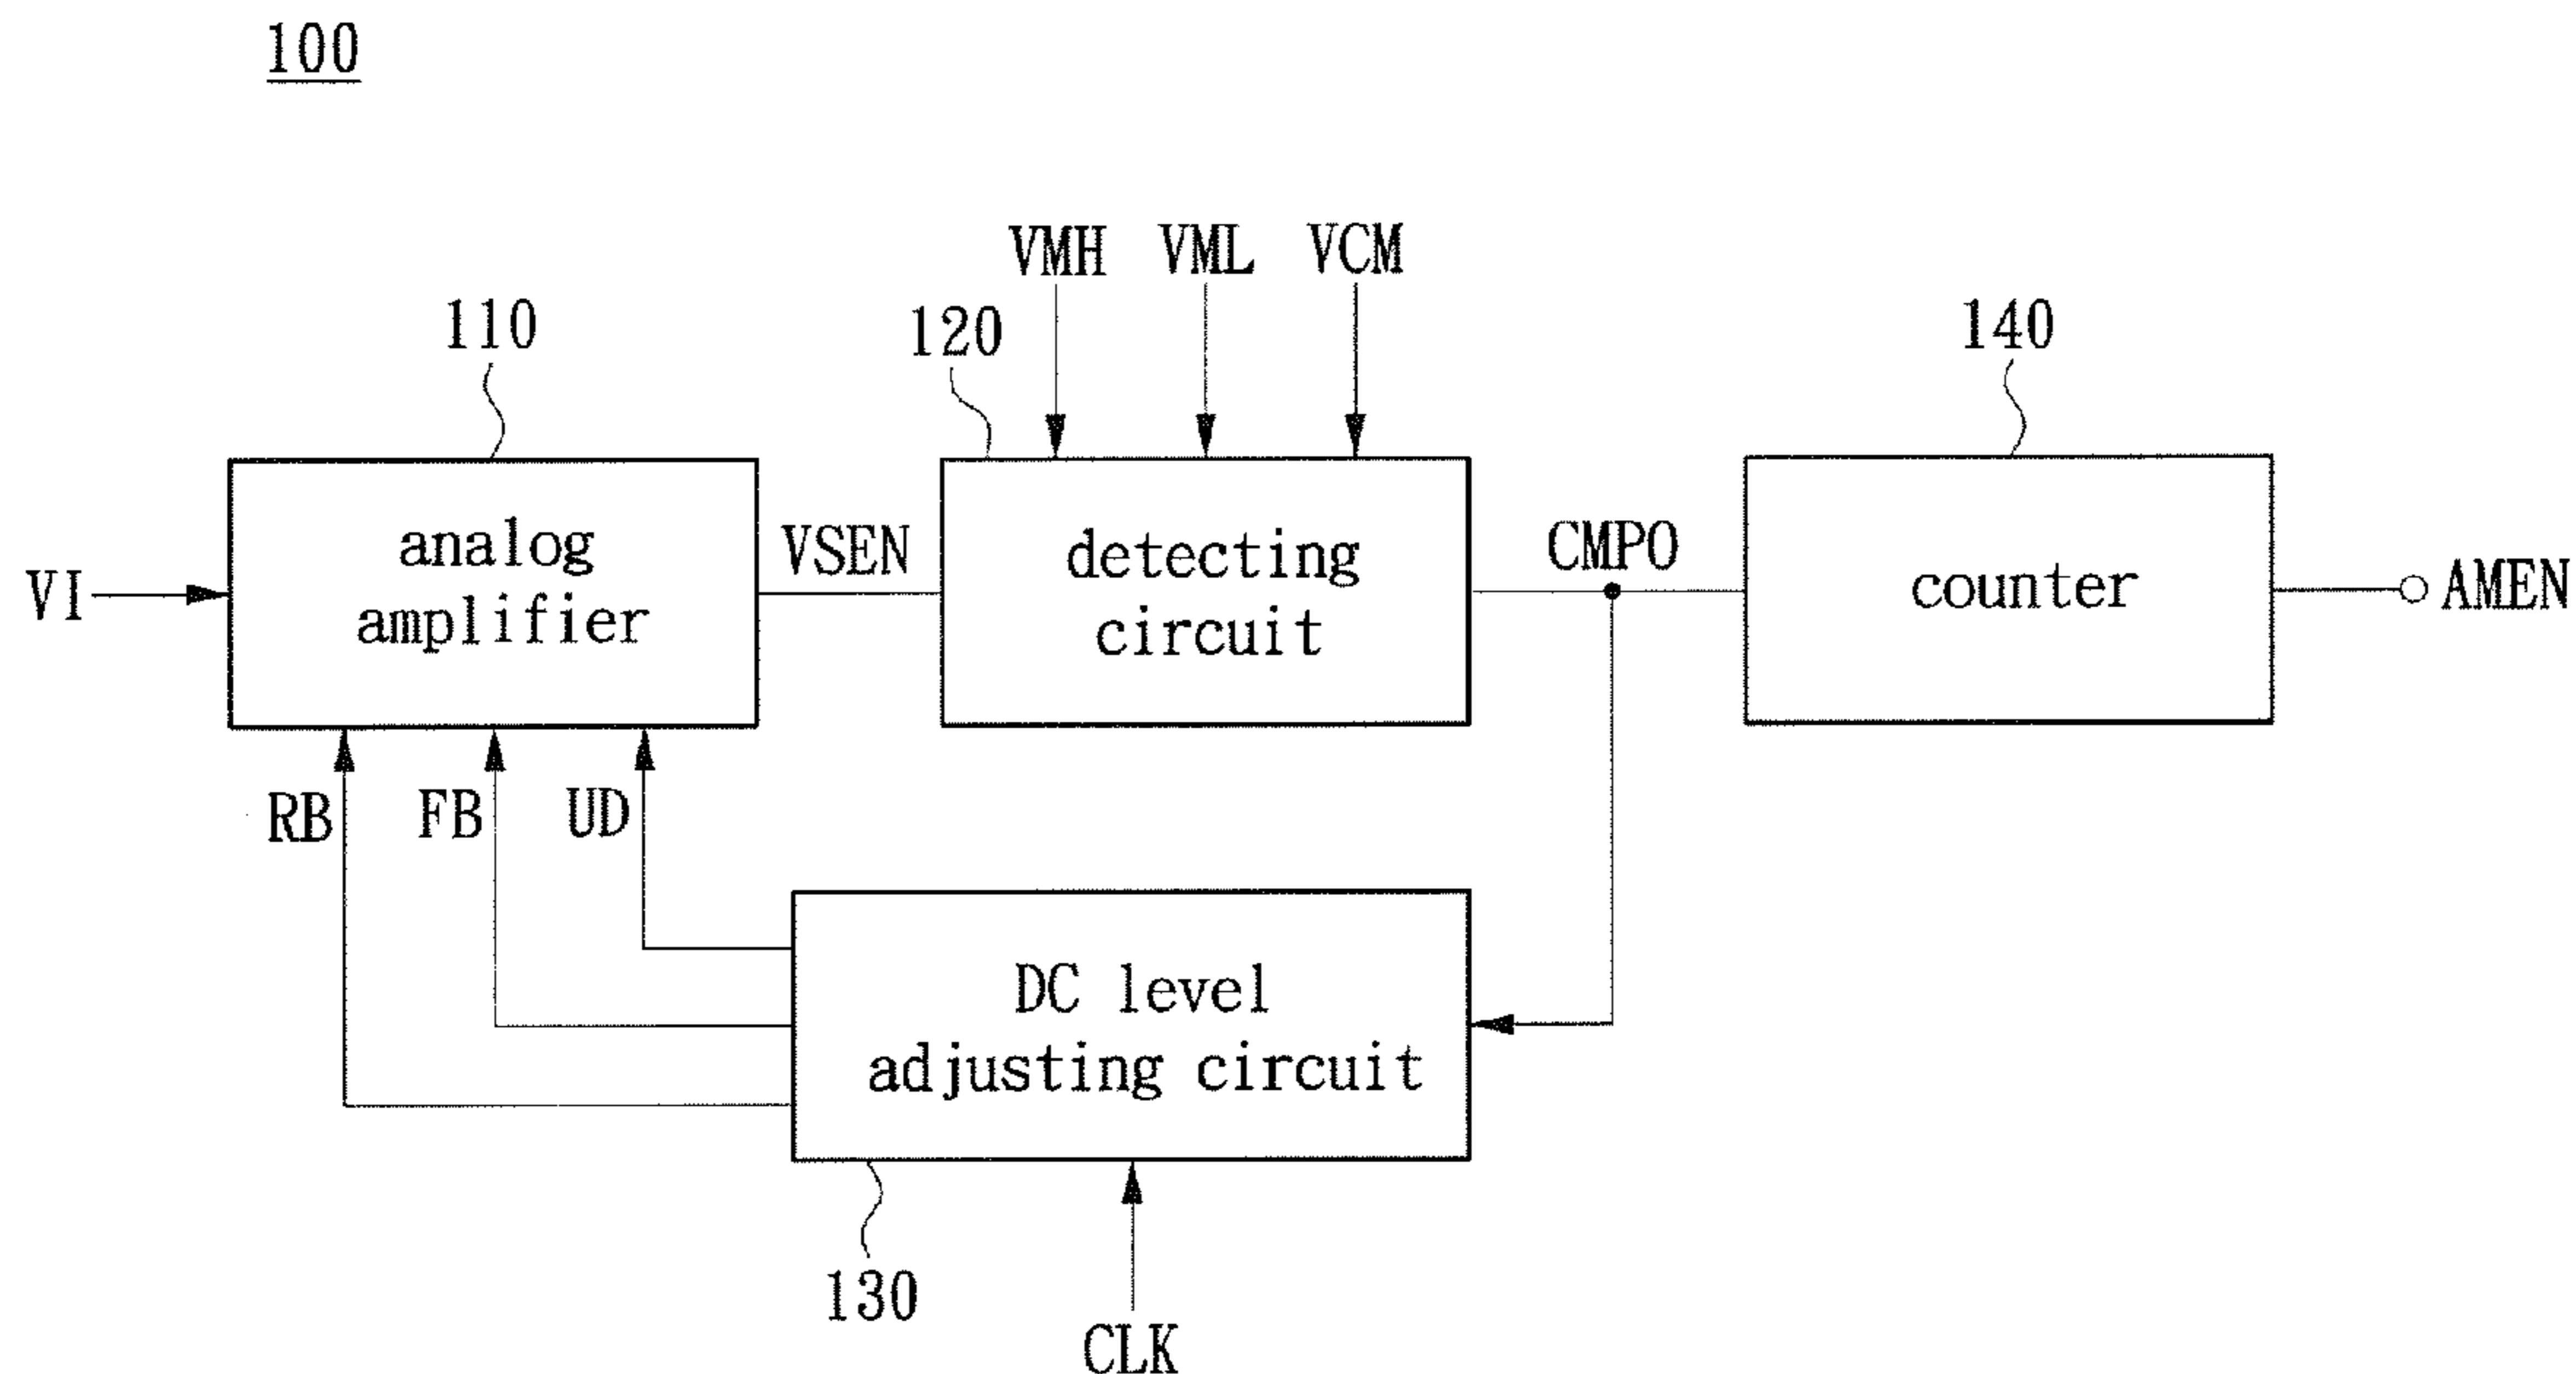 100
VMH VML VCM
110
120
140
analog
amplifier
VI
VSEN
detecting
circuit
CMPO
counter
AMEN
RB
FB
UD
DC level
adjusting circuit
130
CLK